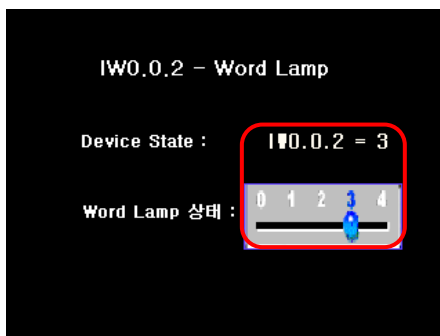 IW0.0.2 - Word Lamp
Device State : IW0.0.2 = 3
0 1 2 3 4
Word Lamp 상태 :